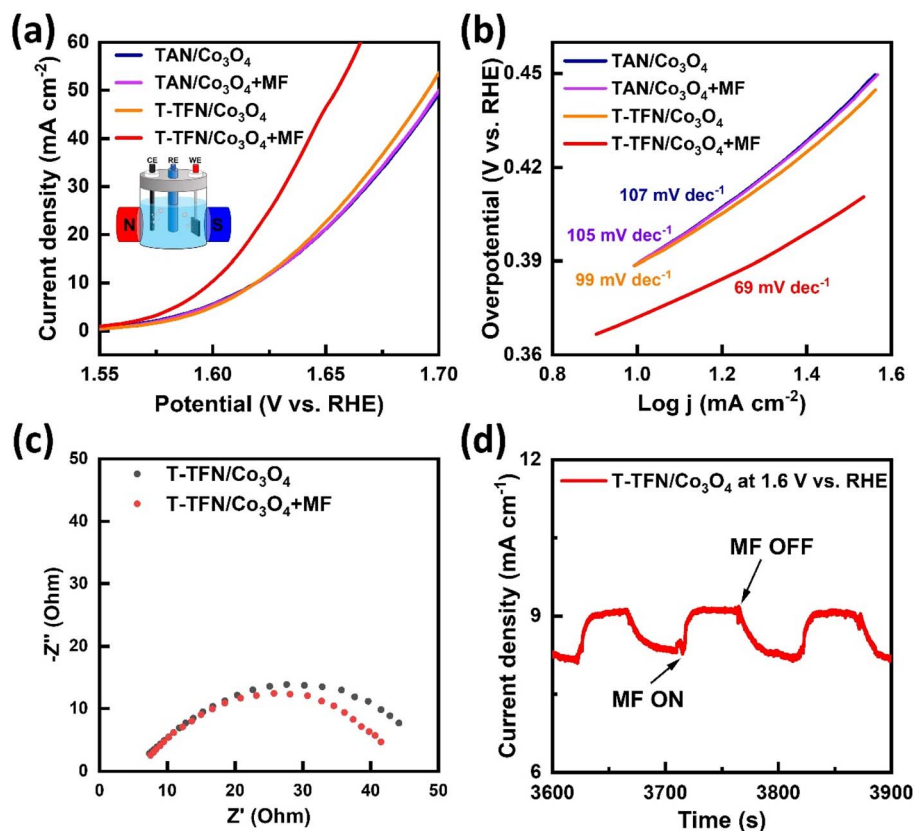 (a)
60
50
40
30
20
10
0
Current density (mA cm⁻²)
TAN/Co₃O₄
TAN/Co₃O₄+MF
T-TFN/Co₃O₄
T-TFN/Co₃O₄+MF
CE RE WE
N S
1.55 1.60 1.65 1.70
Potential (V vs. RHE)
(b)
0.45
0.42
0.39
0.36
Overpotential (V vs. RHE)
TAN/Co₃O₄
TAN/Co₃O₄+MF
T-TFN/Co₃O₄
T-TFN/Co₃O₄+MF
107 mV dec⁻¹
105 mV dec⁻¹
99 mV dec⁻¹
69 mV dec⁻¹
0.8 1.0 1.2 1.4 1.6
Log j (mA cm⁻²)
(c)
50
40
30
20
10
0
-Z'' (Ohm)
T-TFN/Co₃O₄
T-TFN/Co₃O₄+MF
0 10 20 30 40 50
Z' (Ohm)
(d)
12
9
6
Current density (mA cm⁻¹)
T-TFN/Co₃O₄ at 1.6 V vs. RHE
MF OFF
MF ON
3600 3700 3800 3900
Time (s)